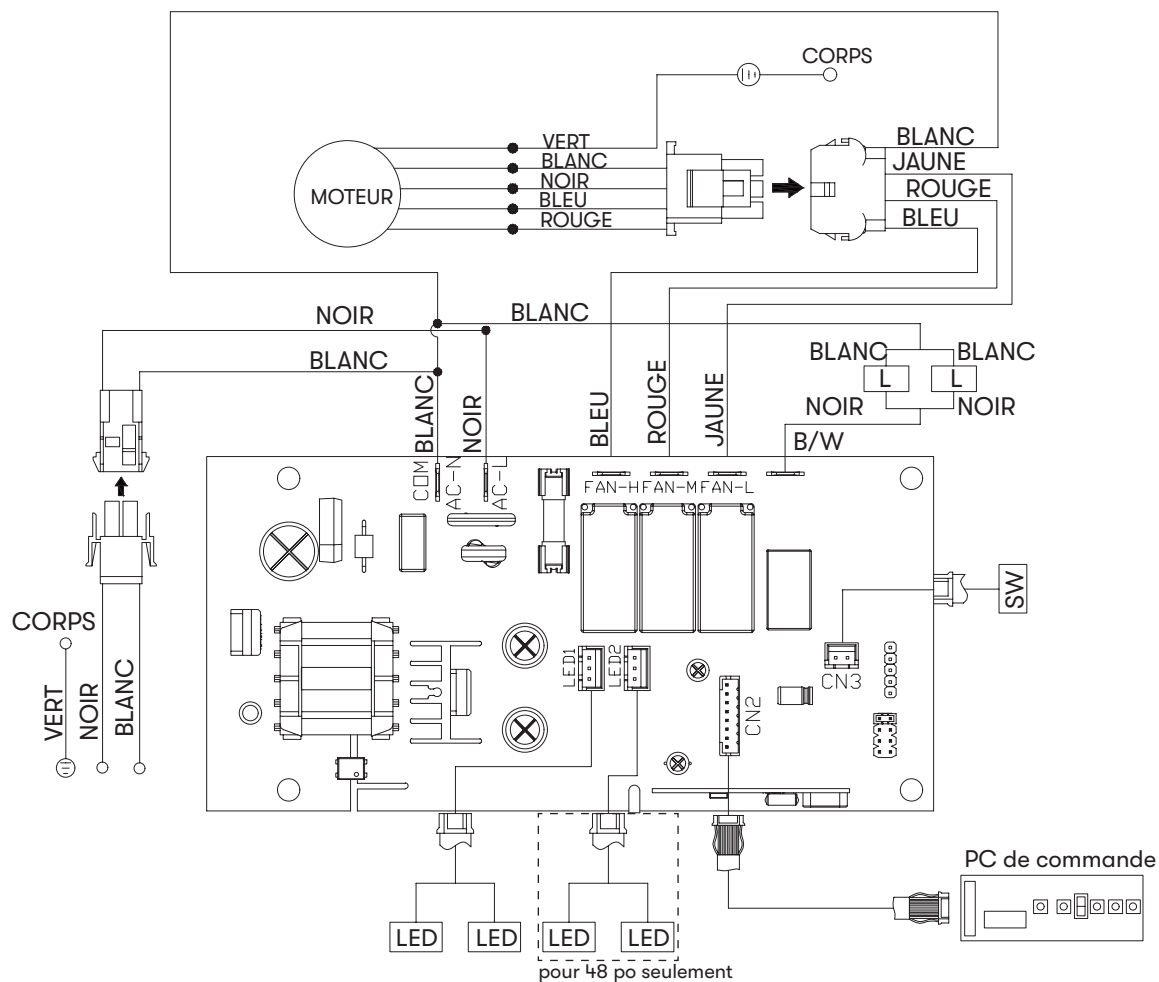 CORPS
VERT
BLANC
NOIR
BLEU
ROUGE
MOTEUR
BLANC
JAUNE
ROUGE
BLEU
NOIR
BLANC
BLANC
BLANC
BLANC
L
L
NOIR
NOIR
B/W
BLANC
NOIR
BLEU
ROUGE
JAUNE
COM
AC-N
AC-L
FAN-H
FAN-M
FAN-L
SW
CORPS
VERT
NOIR
BLANC
LED1
LED2
CN2
CN3
PC de commande
LED
LED
LED
LED
pour 48 po seulement